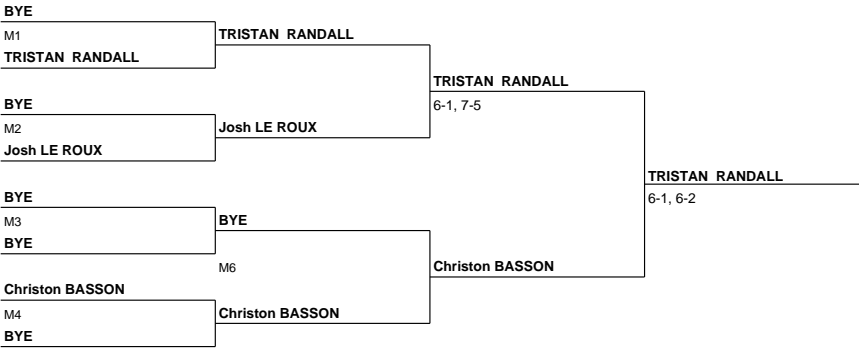 BYE
M1
TRISTAN RANDALL
TRISTAN RANDALL
TRISTAN RANDALL
6-1, 7-5
BYE
M2
Josh LE ROUX
Josh LE ROUX
TRISTAN RANDALL
6-1, 6-2
BYE
M3
BYE
BYE
M6
Christon BASSON
Christon BASSON
M4
BYE
Christon BASSON